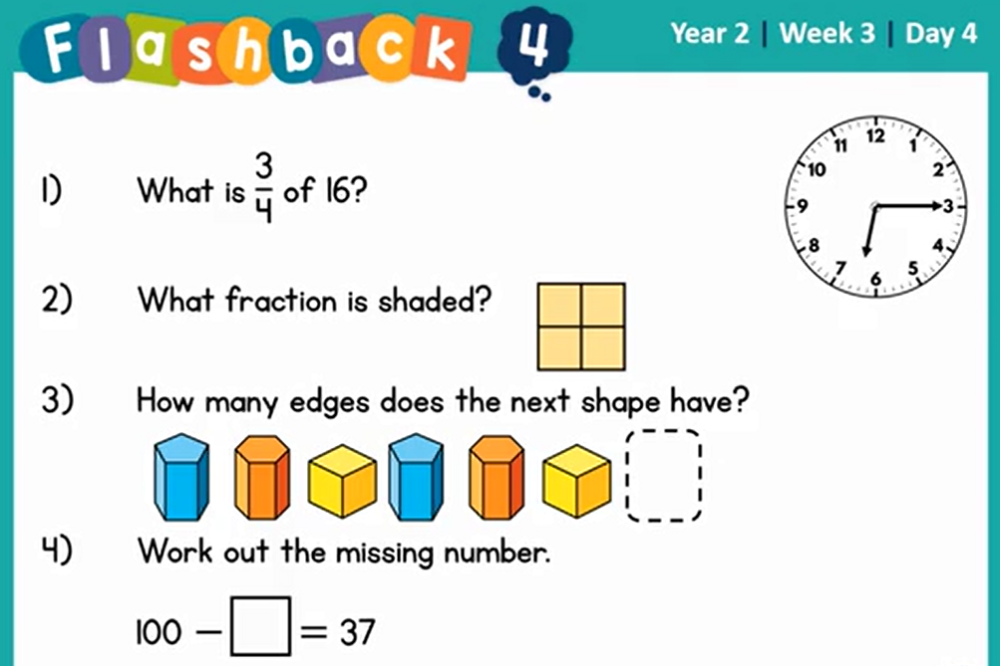 Flashback 4
Year 2 | Week 3 | Day 4
1) What is 3/4 of 16?
12
1
2
3
4
5
6
7
8
9
10
11
2) What fraction is shaded?
3) How many edges does the next shape have?
4) Work out the missing number.
100 − = 37